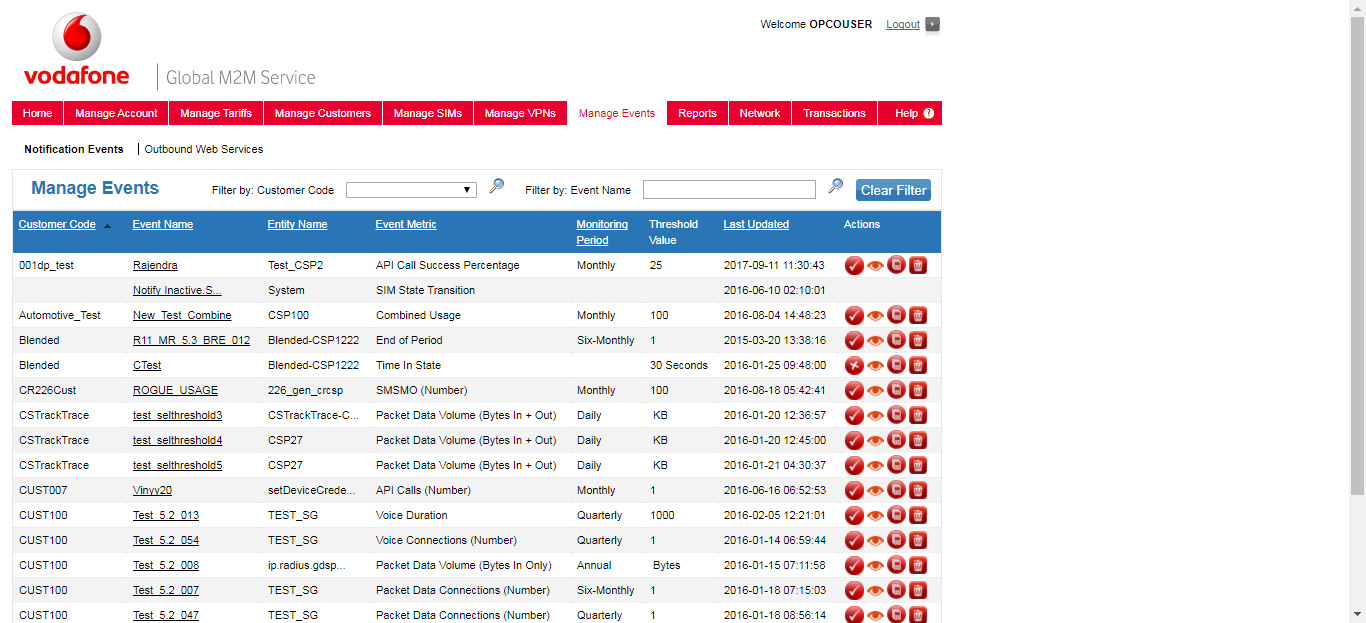 Welcome OPCOUSER Logout
vodafone
Global M2M Service
Home Manage Account Manage Tariffs Manage Customers Manage SIMs Manage VPNs Manage Events Reports Network Transactions Help ?
Notification Events Outbound Web Services
Manage Events Filter by: Customer Code Filter by: Event Name Clear Filter
Customer Code Event Name Entity Name Event Metric Monitoring Period Threshold Value Last Updated Actions
001dp_test Rajendra Test_CSP2 API Call Success Percentage Monthly 25 2017-09-11 11:30:43
Notify Inactive.S... System SIM State Transition 2016-06-10 02:10:01
Automotive_Test New_Test_Combine CSP100 Combined Usage Monthly 100 2016-08-04 14:48:23
Blended R11_MR_5.3_BRE_012 Blended-CSP1222 End of Period Six-Monthly 1 2015-03-20 13:38:16
Blended CTest Blended-CSP1222 Time In State 30 Seconds 2016-01-25 09:48:00
CR226Cust ROGUE_USAGE 226_gen_crcsp SMSMO (Number) Monthly 100 2016-08-18 05:42:41
CSTrackTrace test_selthreshold3 CSTrackTrace-C... Packet Data Volume (Bytes In + Out) Daily KB 2016-01-20 12:36:57
CSTrackTrace test_selthreshold4 CSP27 Packet Data Volume (Bytes In + Out) Daily KB 2016-01-20 12:45:00
CSTrackTrace test_selthreshold5 CSP27 Packet Data Volume (Bytes In + Out) Daily KB 2016-01-21 04:30:37
CUST007 Vinyy20 setDeviceCrede... API Calls (Number) Monthly 1 2016-06-16 06:52:53
CUST100 Test_5.2_013 TEST_SG Voice Duration Quarterly 1000 2016-02-05 12:21:01
CUST100 Test_5.2_054 TEST_SG Voice Connections (Number) Quarterly 1 2016-01-14 06:59:44
CUST100 Test_5.2_008 ip.radius.gdsp... Packet Data Volume (Bytes In Only) Annual Bytes 2016-01-15 07:11:58
CUST100 Test_5.2_007 TEST_SG Packet Data Connections (Number) Six-Monthly 1 2016-01-18 07:15:03
CUST100 Test_5.2_047 TEST_SG Packet Data Connections (Number) Quarterly 1 2016-01-18 08:56:14